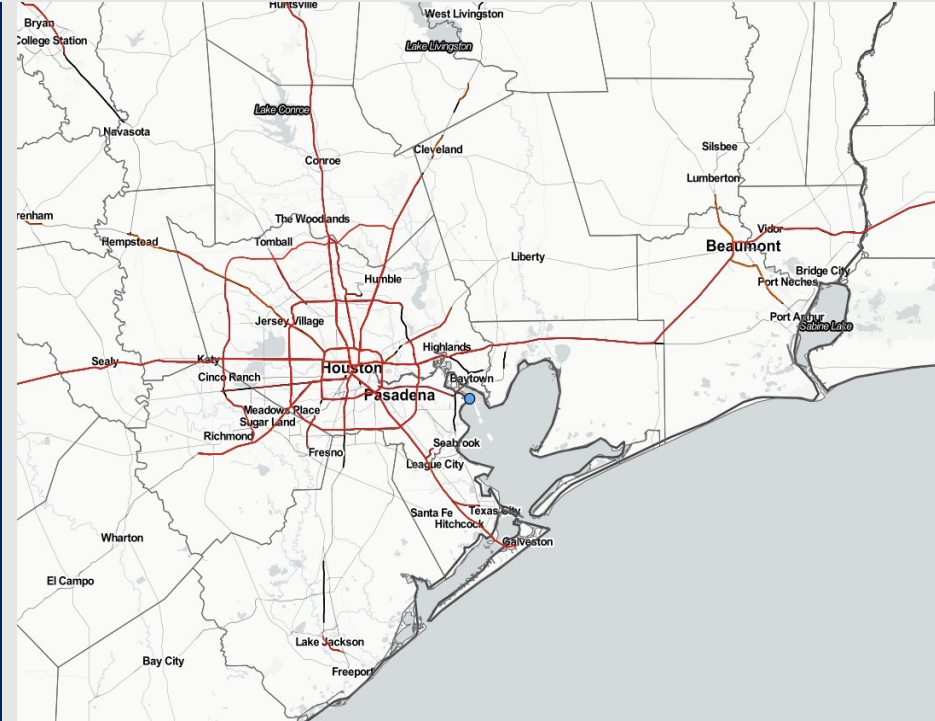 Huntsville
West Livingston
Bryan
College Station
Lake Livingston
Lake Conroe
Navasota
Silsbee
Cleveland
Conroe
Lumberton
renham
The Woodlands
Vidor
Hempstead
Tomball
Beaumont
Liberty
Bridge City
Humble
Port Neches
Port Arthur
Jersey Village
Sabine Lake
Highlands
Sealy
Katy
Houston
Cinco Ranch
Baytown
Pasadena
Meadows Place
Sugar Land
Richmond
Seabrook
Fresno
League City
Santa Fe
Texas City
Hitchcock
Wharton
Galveston
El Campo
Lake Jackson
Bay City
Freeport